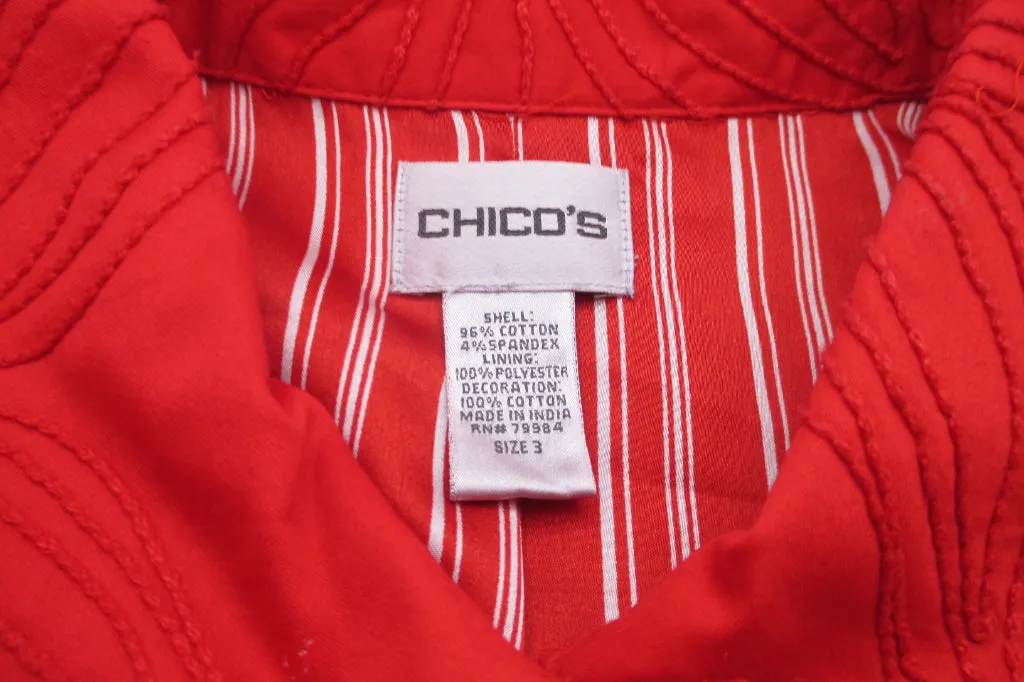 CHICO'S
SHELL:
96% COTTON
4% SPANDEX
LINING:
100% POLYESTER
DECORATION:
100% COTTON
MADE IN INDIA
RN# 79984
SIZE 3